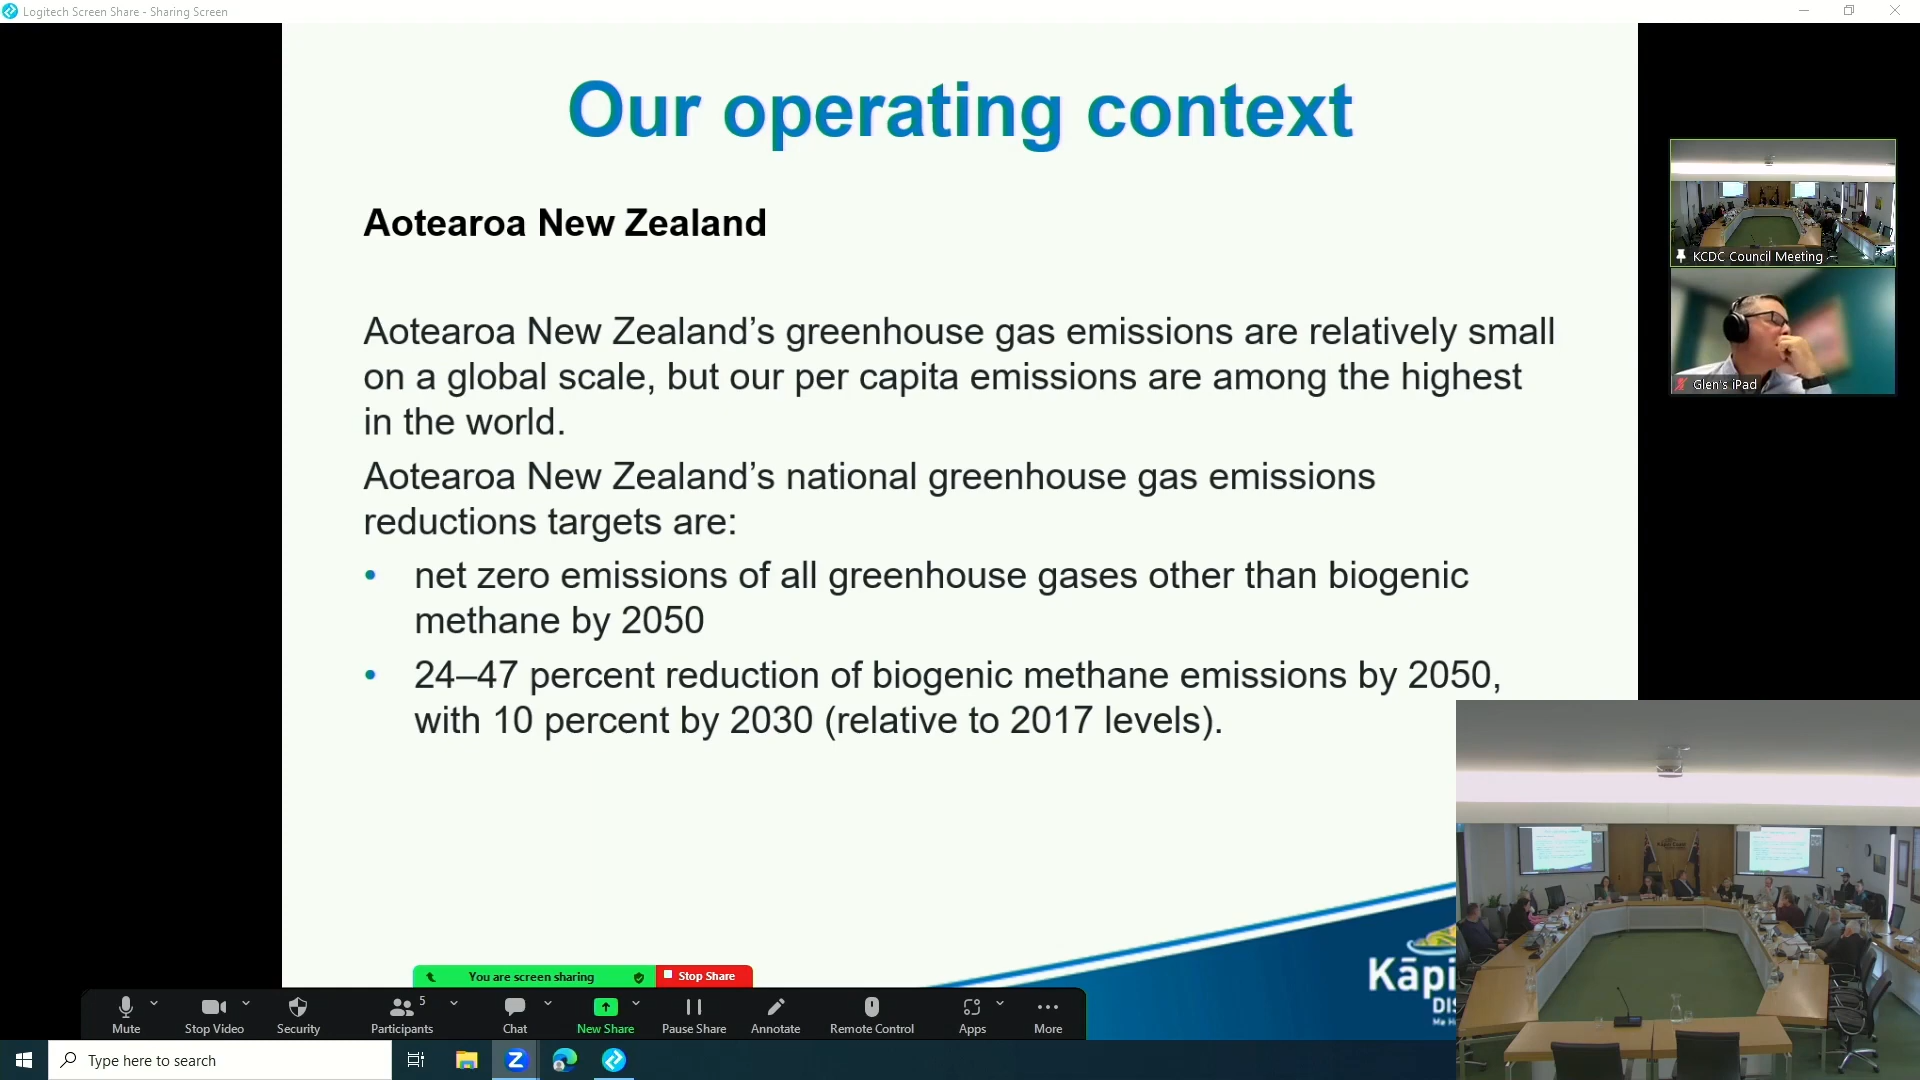 Logitech Screen Share - Sharing Screen
Our operating context
Aotearoa New Zealand
Aotearoa New Zealand’s greenhouse gas emissions are relatively small
on a global scale, but our per capita emissions are among the highest
in the world.
Aotearoa New Zealand’s national greenhouse gas emissions
reductions targets are:
• net zero emissions of all greenhouse gases other than biogenic
methane by 2050
• 24–47 percent reduction of biogenic methane emissions by 2050,
with 10 percent by 2030 (relative to 2017 levels).
KCDC Council Meeting
Glen's iPad
Kāpi
DIS
Me H
You are screen sharing
Stop Share
Mute
Stop Video
Security
Participants
5
Chat
New Share
Pause Share
Annotate
Remote Control
Apps
More
Type here to search